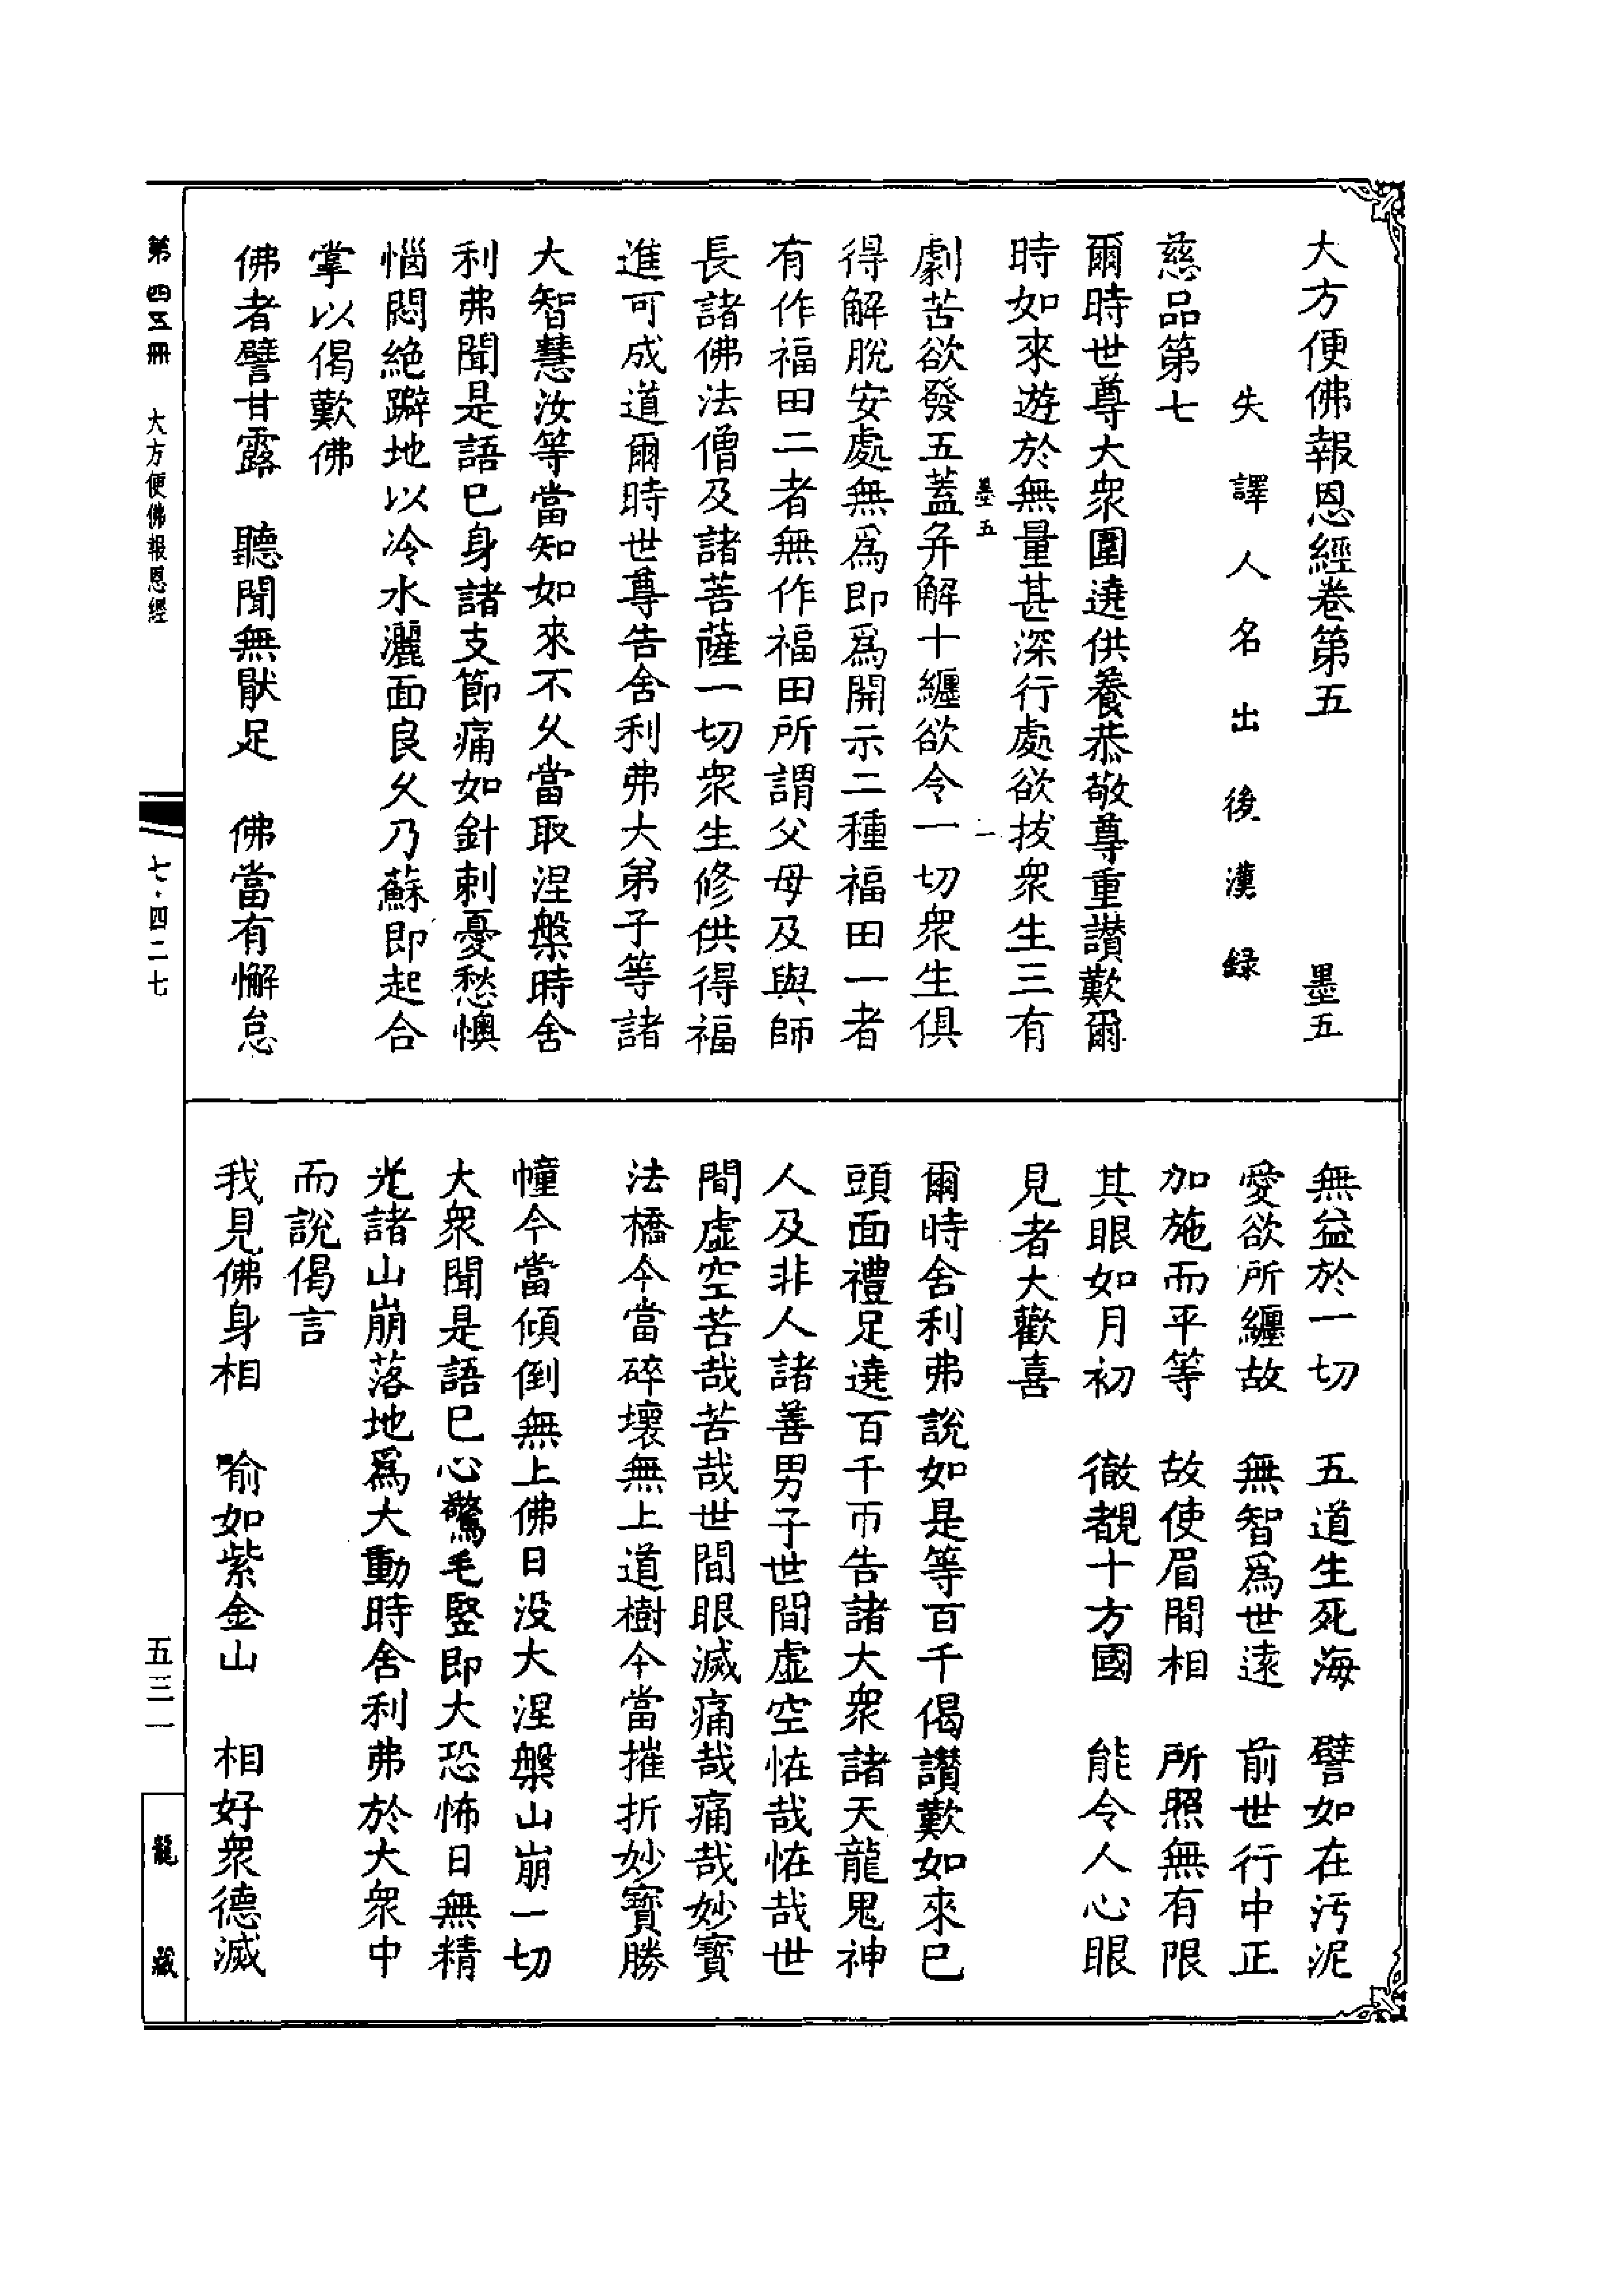 大方便佛報恩經卷第五　墨五
失譯人名出後漢錄
慈品第七
爾時世尊大衆圍遶供養恭敬尊重讃歎爾
時如來遊於無量甚深行處欲拔衆生三有
墨五　一
劇苦欲發五蓋并解十纏欲令一切衆生俱
得解脫安處無爲即爲開示二種福田一者
有作福田二者無作福田所謂父母及與師
長諸佛法僧及諸菩薩一切衆生修供得福
進可成道爾時世尊告舍利弗大弟子等諸
大智慧汝等當知如來不久當取涅槃時舍
利弗聞是語已身諸支節痛如針刺憂愁懊
惱悶絶躃地以冷水灑面良久乃蘇即起合
掌以偈歎佛
佛者譬甘露　聽聞無猒足　佛當有懈怠
無益於一切　五道生死海　譬如在汚泥
愛欲所纏故　無智爲世逺　前世行中正
加施而平等　故使眉間相　所照無有限
其眼如月初　徹覩十方國　能令人心眼
見者大歡喜
爾時舍利弗說如是等百千偈讃歎如來已
頭面禮足遶百千帀告諸大衆諸天龍鬼神
人及非人諸善男子世間虛空怪哉怪哉世
間虛空苦哉苦哉世間眼滅痛哉痛哉妙寳
法橋今當碎壞無上道樹今當摧折妙寳勝
幢今當傾倒無上佛日没大涅槃山崩一切
大衆聞是語已心驚毛竪即大恐怖日無精
光諸山崩落地爲大動時舍利弗於大衆中
而說偈言
我見佛身相　喻如紫金山　相好衆德滅
第四五冊　大方便佛報恩經　七·四二七
五三一
龍藏